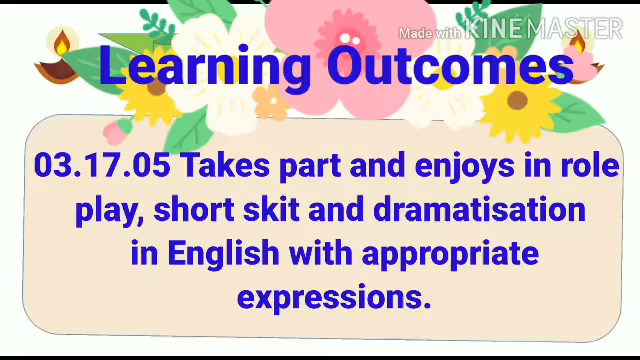 Made with KINEMASTER
Learning Outcomes
03.17.05 Takes part and enjoys in role
play, short skit and dramatisation
in English with appropriate
expressions.